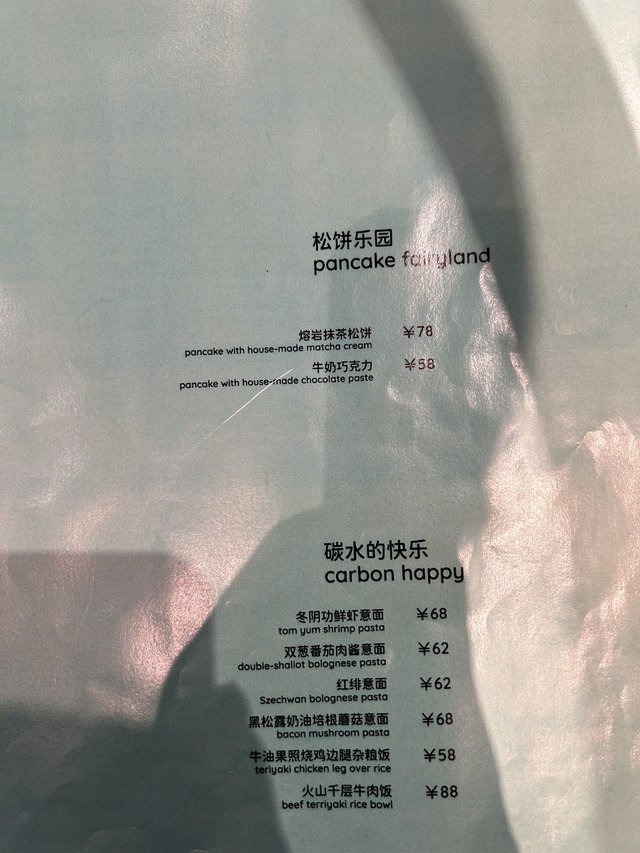 松饼乐园
pancake fairyland
熔岩抹茶松饼 ¥78
pancake with house-made matcha cream
牛奶巧克力 ¥58
pancake with house-made chocolate paste
碳水的快乐
carbon happy
冬阴功鲜虾意面 ¥68
tom yum shrimp pasta
双葱番茄肉酱意面 ¥62
double-shallot bolognese pasta
红绯意面 ¥62
Szechwan bolognese pasta
黑松露奶油培根蘑菇意面 ¥68
bacon mushroom pasta
牛油果照烧鸡边腿杂粮饭 ¥58
teriyaki chicken leg over rice
火山千层牛肉饭 ¥88
beef terriyaki rice bowl